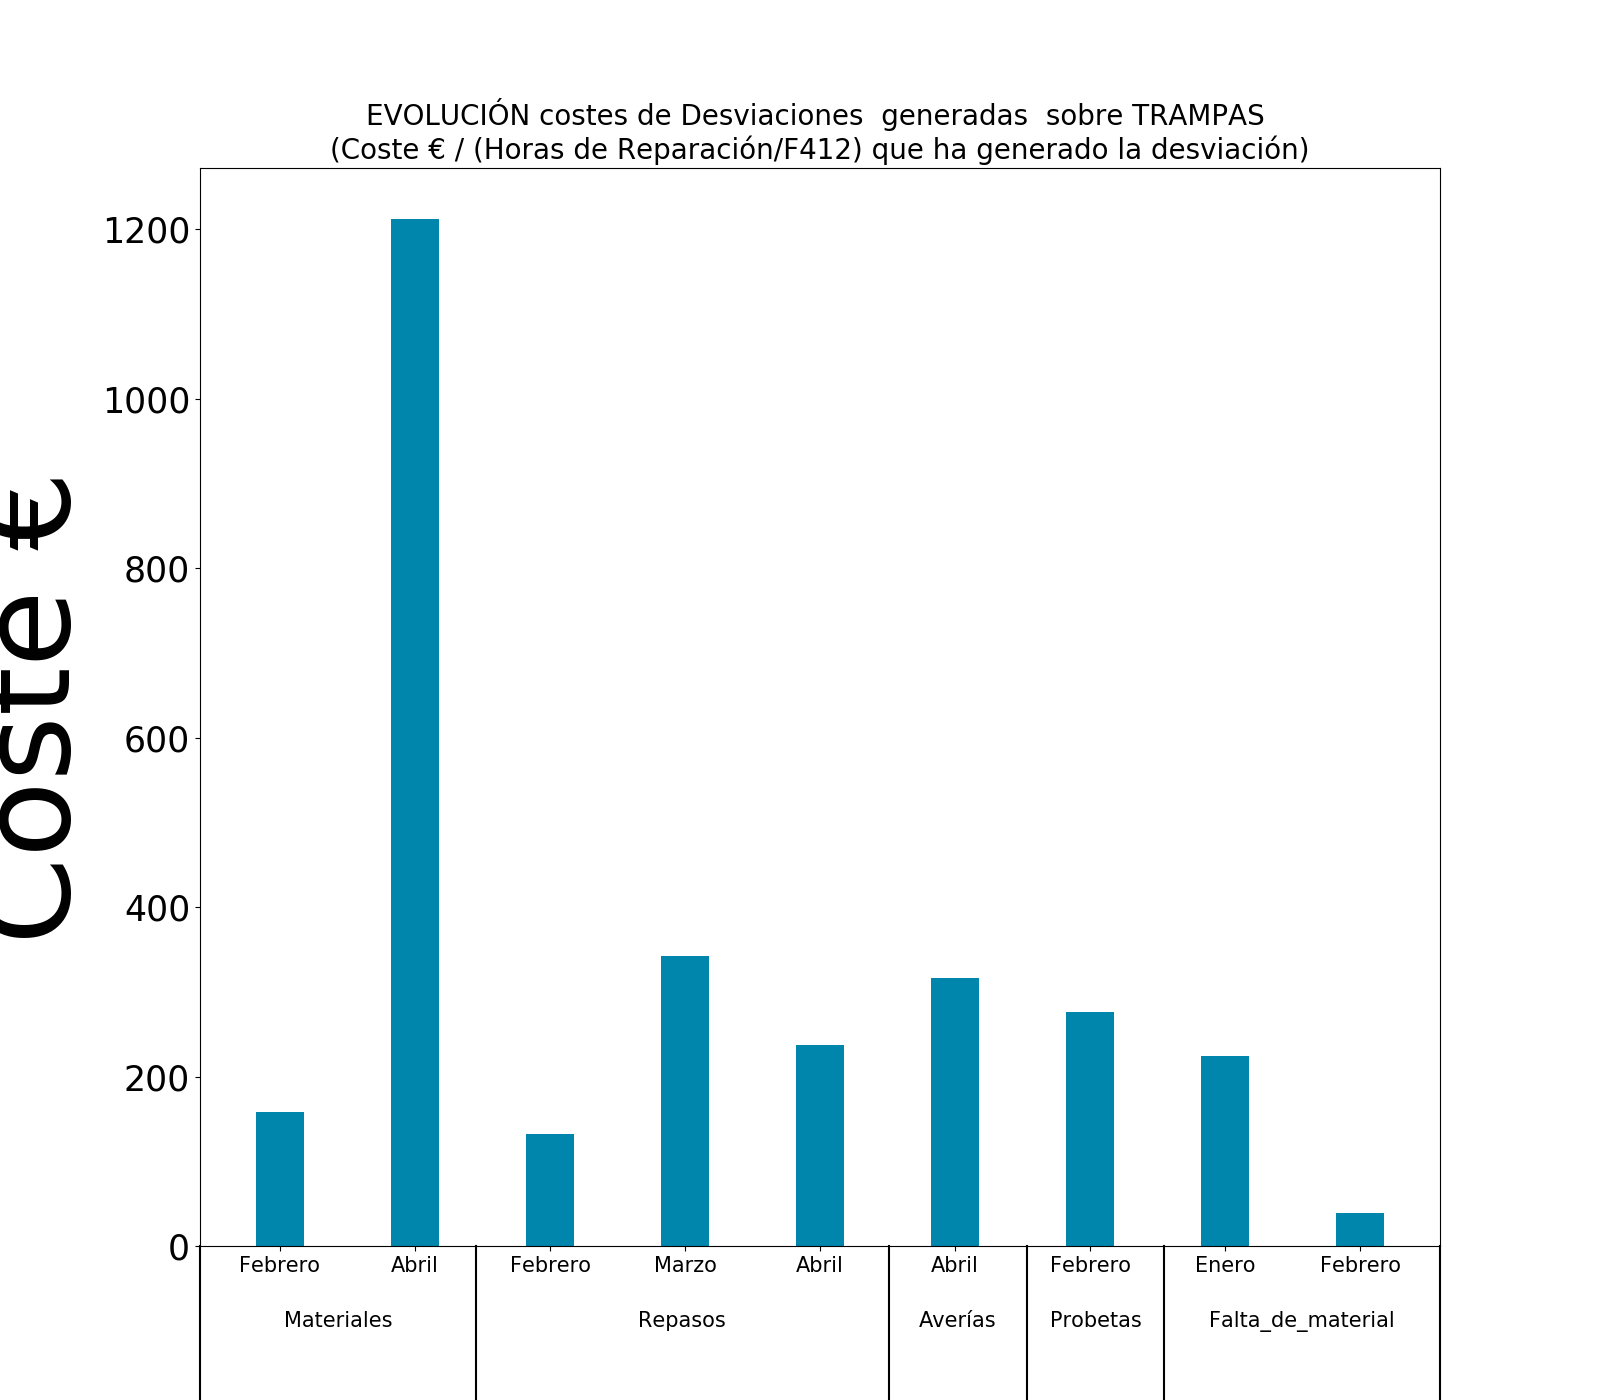 EVOLUCIÓN costes de Desviaciones  generadas  sobre TRAMPAS
(Coste € / (Horas de Reparación/F412) que ha generado la desviación)
Coste €
1200
1000
800
600
400
200
0
Febrero Abril Febrero Marzo Abril Abril Febrero Enero Febrero
Materiales Repasos Averías Probetas Falta_de_material